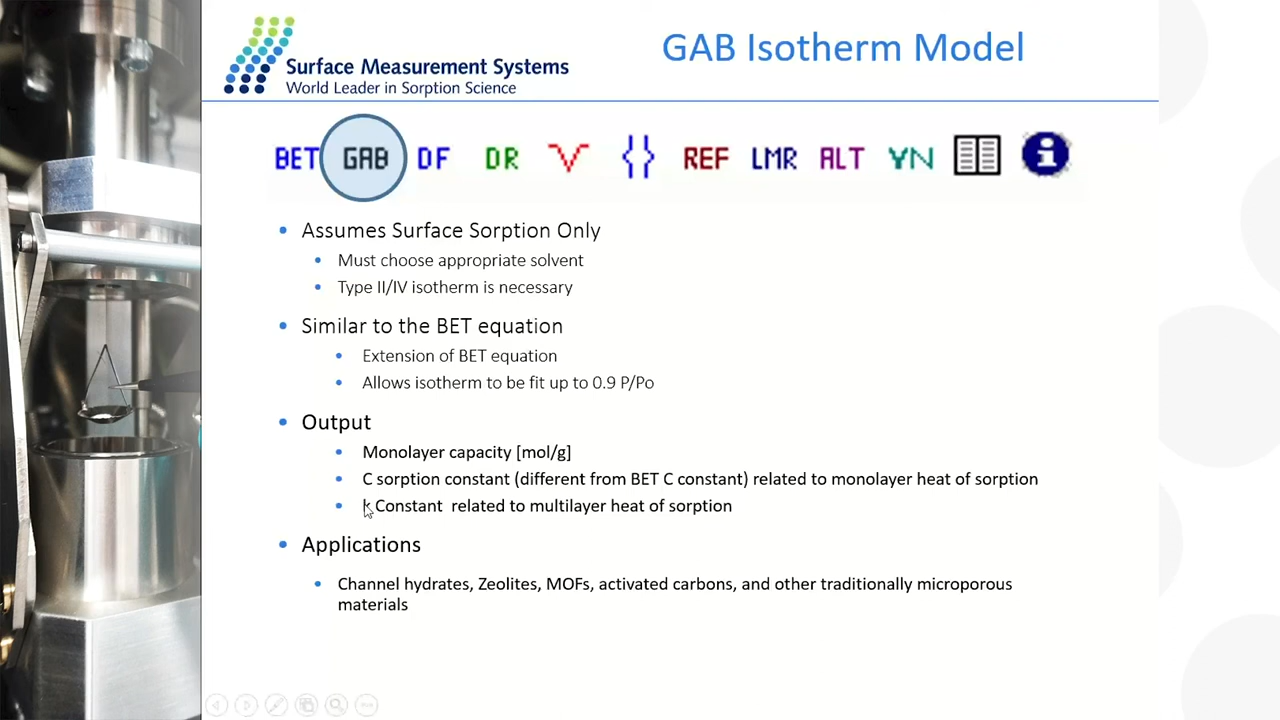 GAB Isotherm Model
Surface Measurement Systems
World Leader in Sorption Science
BET GAB DF DR REF LMR ALT YN i
Assumes Surface Sorption Only
Must choose appropriate solvent
Type II/IV isotherm is necessary
Similar to the BET equation
Extension of BET equation
Allows isotherm to be fit up to 0.9 P/Po
Output
Monolayer capacity [mol/g]
C sorption constant (different from BET C constant) related to monolayer heat of sorption
k Constant related to multilayer heat of sorption
Applications
Channel hydrates, Zeolites, MOFs, activated carbons, and other traditionally microporous
materials